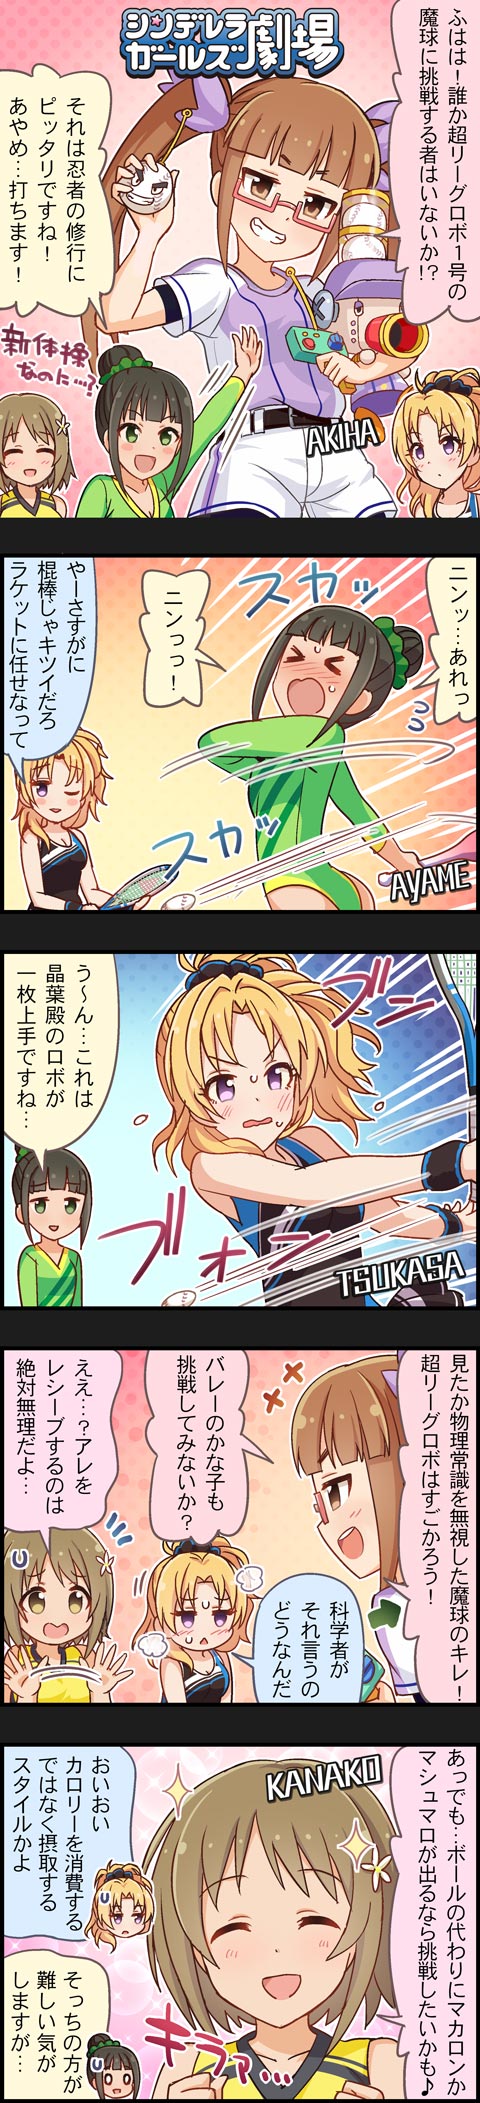 シンデレラ
ガールズ劇場
ふはは！誰か超リーグロボ1号の
魔球に挑戦する者はいないか!?
それは忍者の修行に
ピッタリですね！
あやめ…打ちます！
新体操
なのに…？
AKIHA
ニンッ…あれっ
スカッ
ニンっっ！
やーさすがに
棍棒じゃキツイだろ
ラケットに任せなって
スカッ
AYAME
ブン
う～ん…これは
晶葉殿のロボが
一枚上手ですね…
ブォン
TSUKASA
見たか物理常識を無視した魔球のキレ！
超リーグロボはすごかろう！
バレーのかな子も
挑戦してみないか？
ええ…？アレを
レシーブするのは
絶対無理だよ…
科学者が
それ言うの
どうなんだ
KANAKO
あっでも…ボールの代わりにマカロンか
マシュマロが出るなら挑戦したいかも♪
おいおい
カロリーを消費する
ではなく摂取する
スタイルかよ
キラァ…
そっちの方が
難しい気が
しますが…